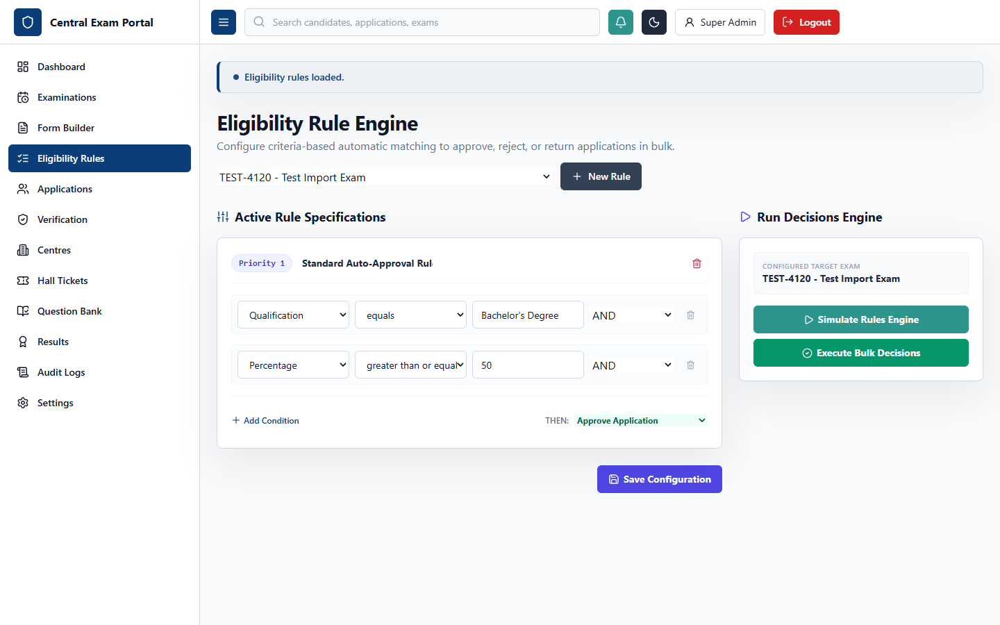 Central Exam Portal
Search candidates, applications, exams
Super Admin
Logout
Dashboard
Examinations
Form Builder
Eligibility Rules
Applications
Verification
Centres
Hall Tickets
Question Bank
Results
Audit Logs
Settings
Eligibility rules loaded.
Eligibility Rule Engine
Configure criteria-based automatic matching to approve, reject, or return applications in bulk.
TEST-4120 - Test Import Exam
New Rule
Active Rule Specifications
Priority 1
Standard Auto-Approval Rul
Qualification
equals
Bachelor's Degree
AND
Percentage
greater than or equal
50
AND
Add Condition
THEN:
Approve Application
Save Configuration
Run Decisions Engine
CONFIGURED TARGET EXAM
TEST-4120 - Test Import Exam
Simulate Rules Engine
Execute Bulk Decisions